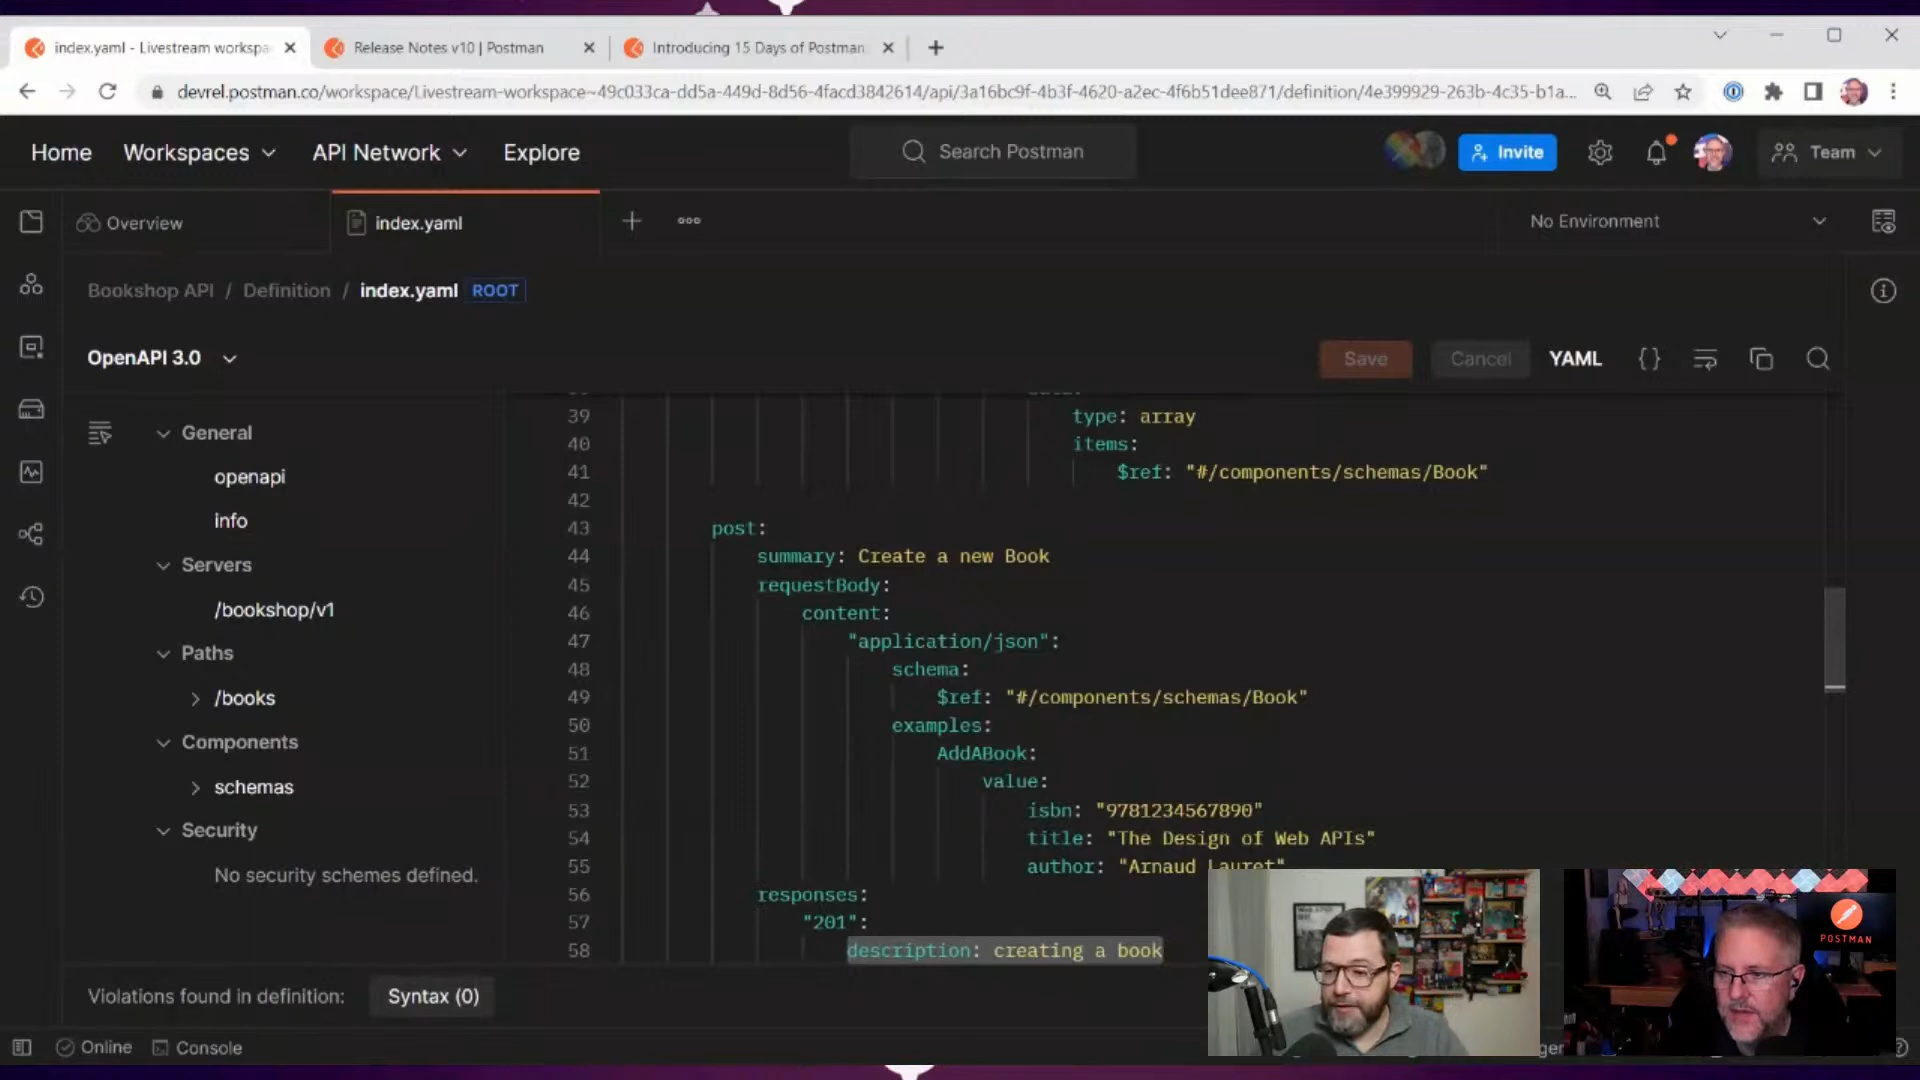 index.yaml - Livestream workspa
Release Notes v10 | Postman
Introducing 15 Days of Postman
devrel.postman.co/workspace/Livestream-workspace~49c033ca-dd5a-449d-8d56-4facd3842614/api/3a16bc9f-4b3f-4620-a2ec-4f6b51dee871/definition/4e399929-263b-4c35-b1a...
Home Workspaces API Network Explore Search Postman Invite Team
Overview index.yaml No Environment
Bookshop API / Definition / index.yaml ROOT
OpenAPI 3.0 Save Cancel YAML
General
openapi
info
Servers
/bookshop/v1
Paths
/books
Components
schemas
Security
No security schemes defined.
39 type: array
40 items:
41 $ref: "#/components/schemas/Book"
42
43 post:
44 summary: Create a new Book
45 requestBody:
46 content:
47 "application/json":
48 schema:
49 $ref: "#/components/schemas/Book"
50 examples:
51 AddABook:
52 value:
53 isbn: "9781234567890"
54 title: "The Design of Web APIs"
55 author: "Arnaud Lauret"
56 responses:
57 "201":
58 description: creating a book
Violations found in definition: Syntax (0)
Online Console
POSTMAN